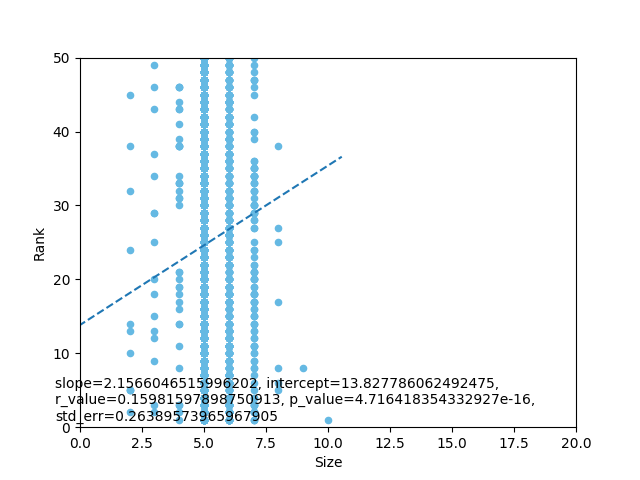 50
40
Rank
30
20
10
slope=2.1566046515996202, intercept=13.827786062492475,
r_value=0.15981597898750913, p_value=4.716418354332927e-16,
std_err=0.26389573965967905
0
0.0 2.5 5.0 7.5 10.0 12.5 15.0 17.5 20.0
Size